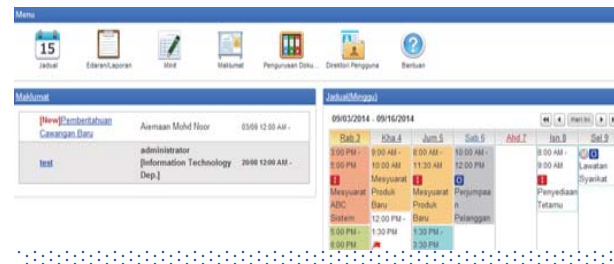 Menu
15
Jadual
Edaran/Laporan
Minit
Maklumat
Pengurusan Doku...
Direktori Pengguna
Bantuan
Maklumat
[New]Pemberitahuan Cawangan Baru
Aiemaan Mohd Noor
03/09 12:00 AM -
test
administrator
[Information Technology Dep.]
20/08 12:00 AM -
Jadual(Minggu)
09/03/2014 - 09/16/2014
Hari Ini
Rab 3
Kha 4
Jum 5
Sab 6
Ahd 7
Isn 8
Sel 9
3:00 PM -
5:00 PM
Mesyuarat
ABC
Sistem
5:00 PM -
6:00 PM
9:00 AM -
10:00 AM
Mesyuarat
Produk
Baru
12:00 PM -
1:30 PM
8:00 AM -
11:30 AM
Mesyuarat
Produk
Baru
1:30 PM -
3:30 PM
10:00 AM -
12:00 PM
Perjumpaa
n
Pelanggan
8:00 AM -
9:00 AM
Penyediaan
Tetamu
Lawatan
Syarikat